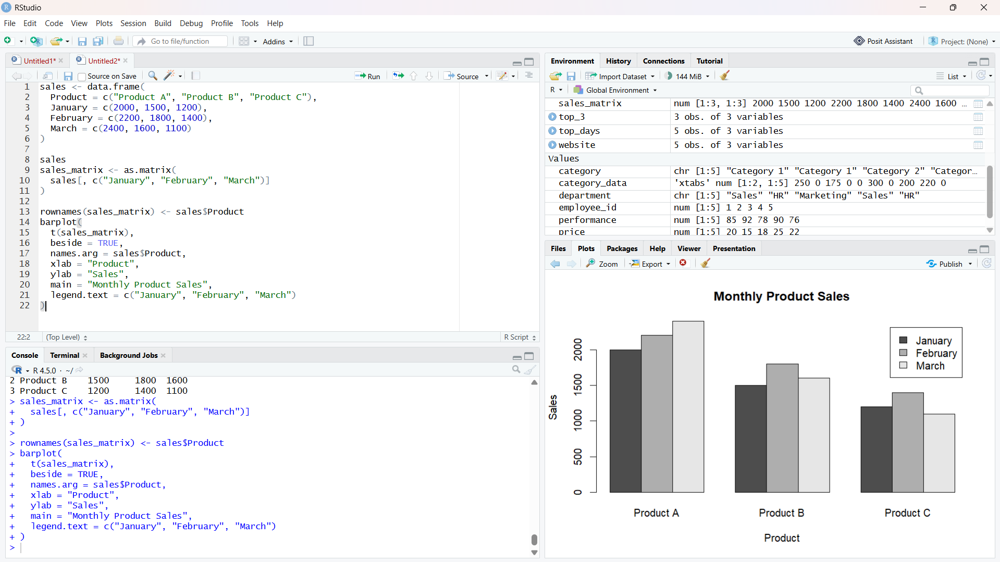 RStudio
File Edit Code View Plots Session Build Debug Profile Tools Help
Go to file/function Addins Posit Assistant Project: (None)
Untitled1* Untitled2*
Source on Save Run Source
1 sales <- data.frame(
2   Product = c("Product A", "Product B", "Product C"),
3   January = c(2000, 1500, 1200),
4   February = c(2200, 1800, 1400),
5   March = c(2400, 1600, 1100)
6 )
7
8 sales
9 sales_matrix <- as.matrix(
10   sales[, c("January", "February", "March")]
11 )
12
13 rownames(sales_matrix) <- sales$Product
14 barplot(
15   t(sales_matrix),
16   beside = TRUE,
17   names.arg = sales$Product,
18   xlab = "Product",
19   ylab = "Sales",
20   main = "Monthly Product Sales",
21   legend.text = c("January", "February", "March")
22 )
22:2 (Top Level) R Script
Console Terminal Background Jobs
R 4.5.0 · ~/
2 Product B    1500     1800  1600
3 Product C    1200     1400  1100
> sales_matrix <- as.matrix(
+   sales[, c("January", "February", "March")]
+ )
>
> rownames(sales_matrix) <- sales$Product
> barplot(
+   t(sales_matrix),
+   beside = TRUE,
+   names.arg = sales$Product,
+   xlab = "Product",
+   ylab = "Sales",
+   main = "Monthly Product Sales",
+   legend.text = c("January", "February", "March")
+ )
>
Environment History Connections Tutorial
Import Dataset 144 MiB List
R Global Environment
sales_matrix num [1:3, 1:3] 2000 1500 1200 2200 1800 1400 2400 1600 …
top_3 3 obs. of 3 variables
top_days 5 obs. of 3 variables
website 5 obs. of 3 variables
Values
category chr [1:5] "Category 1" "Category 1" "Category 2" "Categor…
category_data 'xtabs' num [1:2, 1:5] 250 0 175 0 0 300 0 200 220 0
department chr [1:5] "Sales" "HR" "Marketing" "Sales" "HR"
employee_id num [1:5] 1 2 3 4 5
performance num [1:5] 85 92 78 90 76
price num [1:5] 20 15 18 25 22
Files Plots Packages Help Viewer Presentation
Zoom Export Publish
Monthly Product Sales
January
February
March
Sales
2000
1500
1000
500
0
Product A Product B Product C
Product